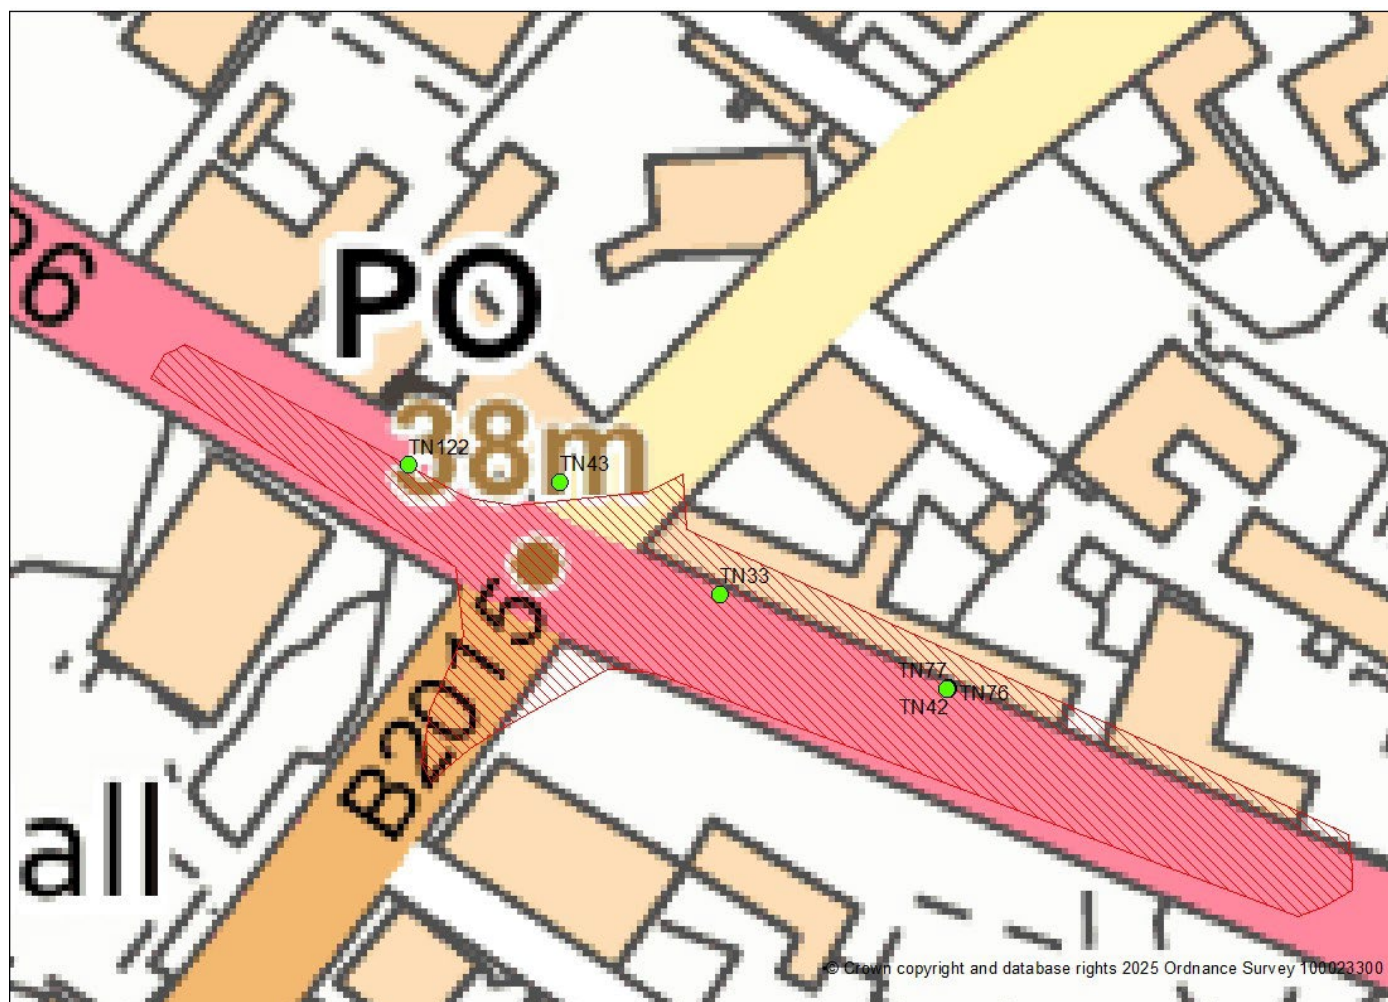 PO
38m
TN122
TN43
TN33
TN77
TN76
TN42
B2015
all
© Crown copyright and database rights 2025 Ordnance Survey 100023300